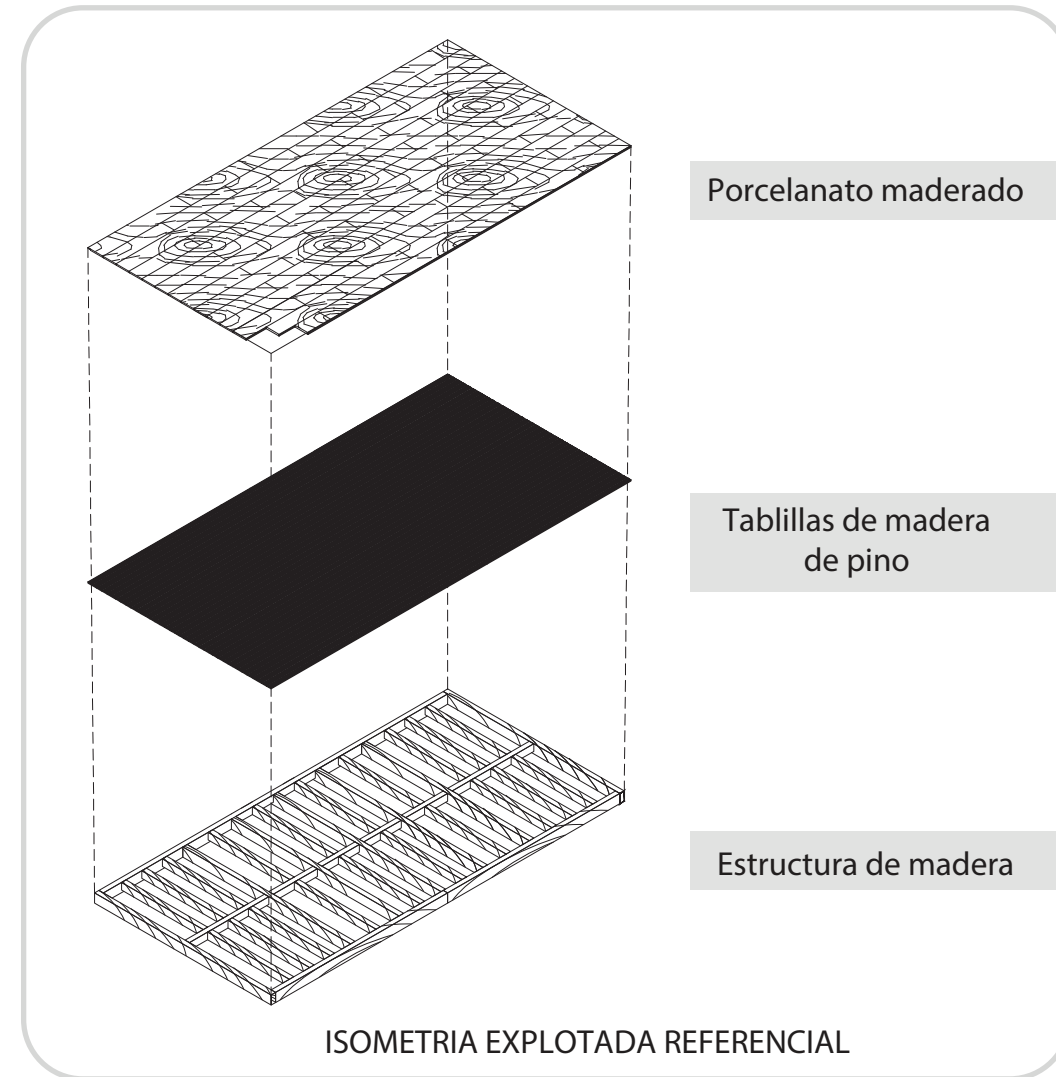 Porcelanato maderado
Tablillas de madera
de pino
Estructura de madera
ISOMETRIA EXPLOTADA REFERENCIAL